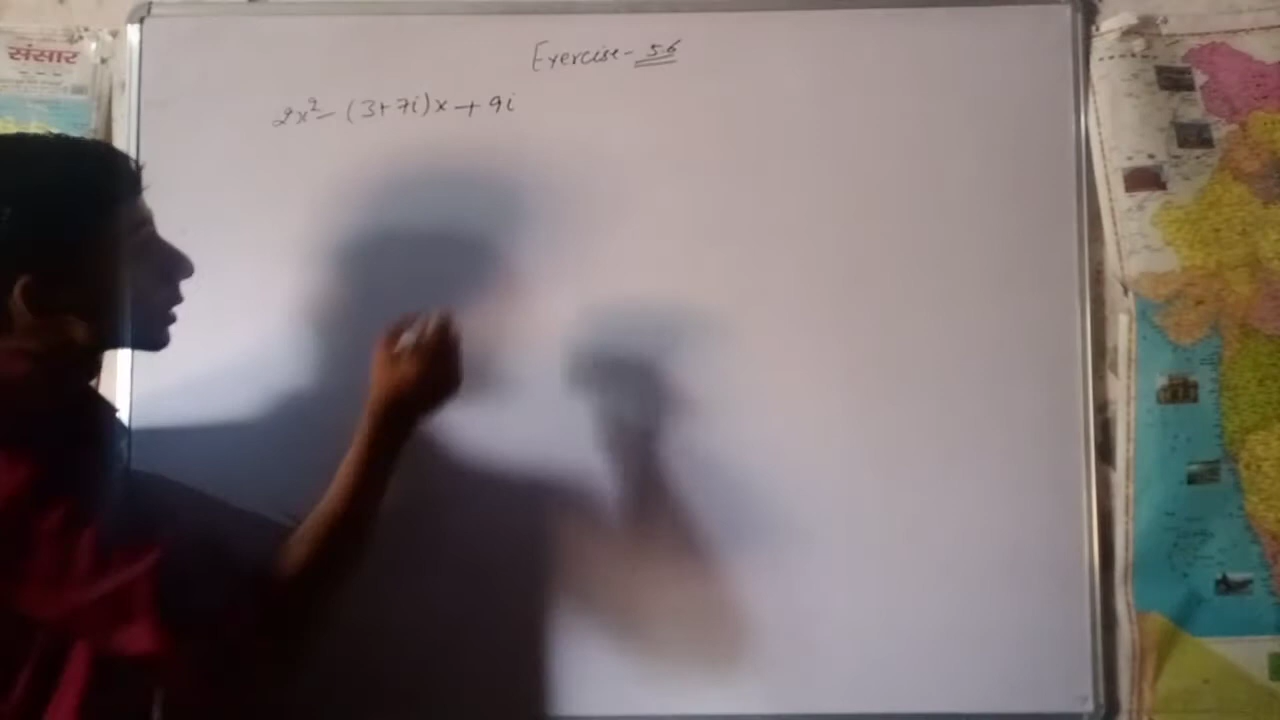 संसार
Exercise - 5.6
2x² - (3+7i)x + 9i